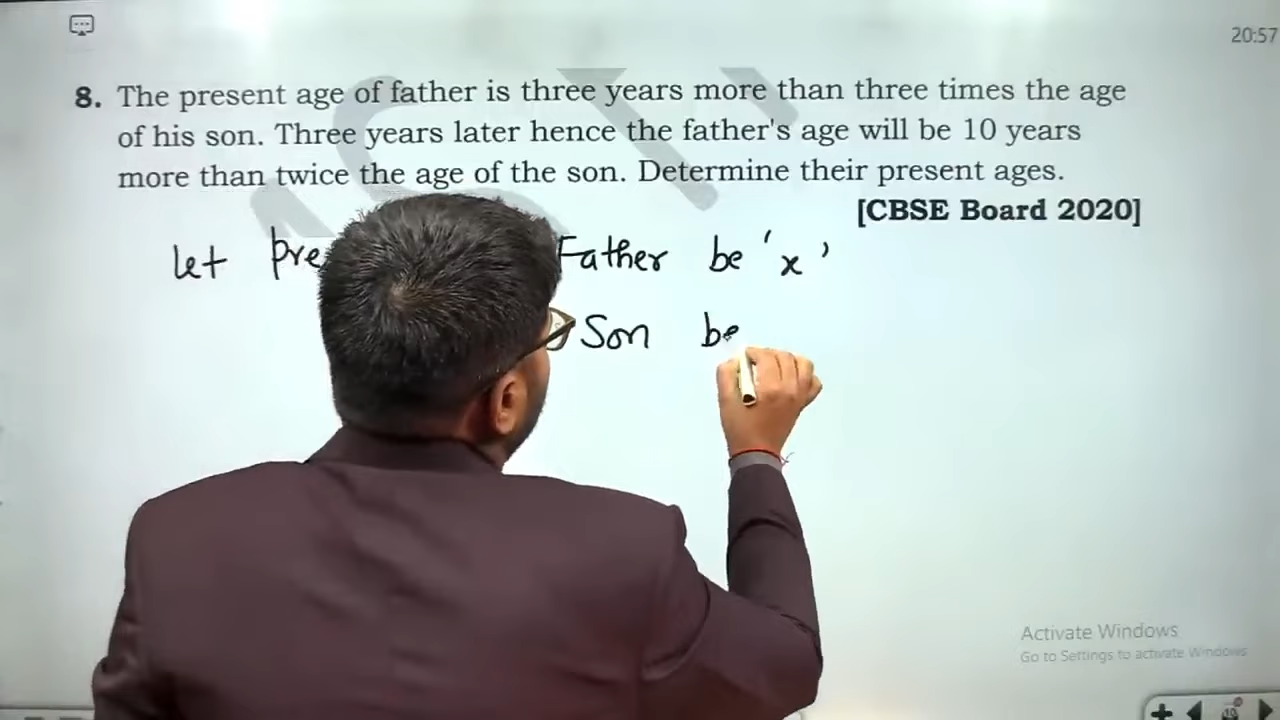 20:57
8. The present age of father is three years more than three times the age
of his son. Three years later hence the father's age will be 10 years
more than twice the age of the son. Determine their present ages.
[CBSE Board 2020]
let Pre Father be 'x'
Son be
Activate Windows
Go to Settings to activate Windows